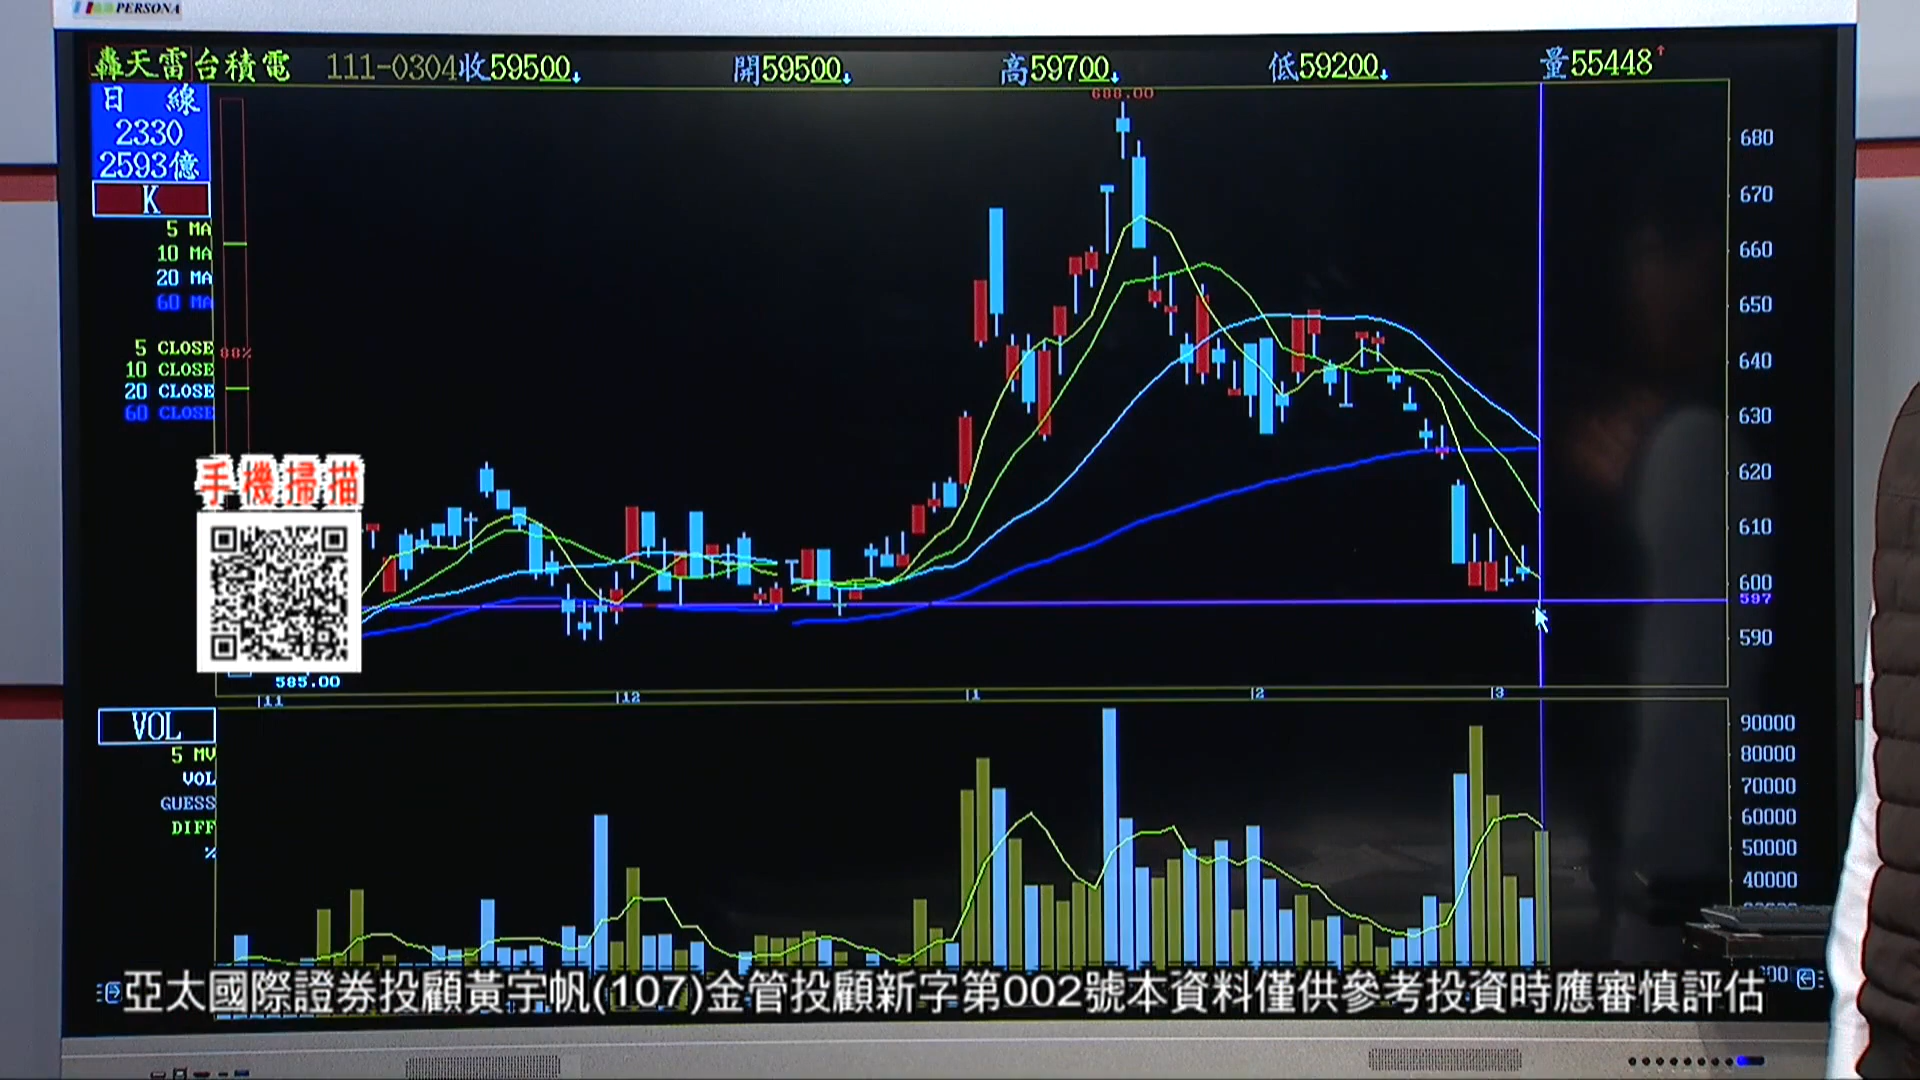 PERSONA
轟天雷台積電 111-0304收59500 開59500 高59700 低59200 量55448
日 線
2330
2593億
K
5 MA
10 MA
20 MA
60 MA
5 CLOSE
10 CLOSE
20 CLOSE
60 CLOSE
88%
688.00
680
670
660
650
640
630
620
610
600
597
590
手機掃描
585.00
11
12
1
2
3
VOL
5 MV
VOL
GUESS
DIFF
%
90000
80000
70000
60000
50000
40000
亞太國際證券投顧黃宇帆(107)金管投顧新字第002號本資料僅供參考投資時應審慎評估